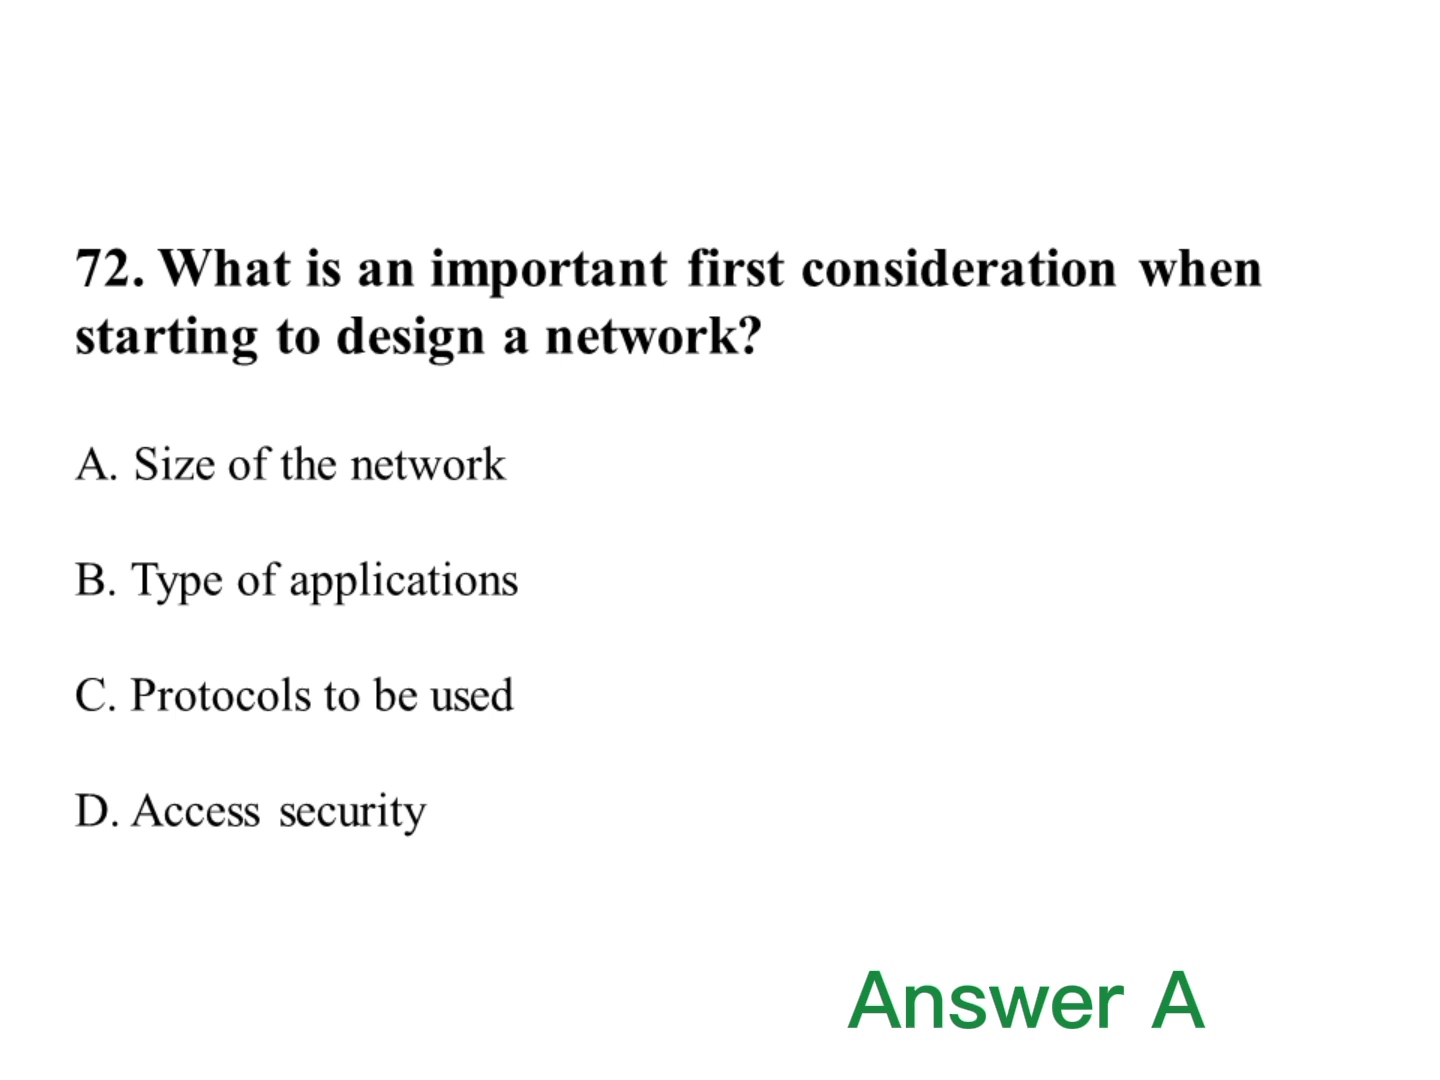 72. What is an important first consideration when
starting to design a network?
A. Size of the network
B. Type of applications
C. Protocols to be used
D. Access security
Answer A